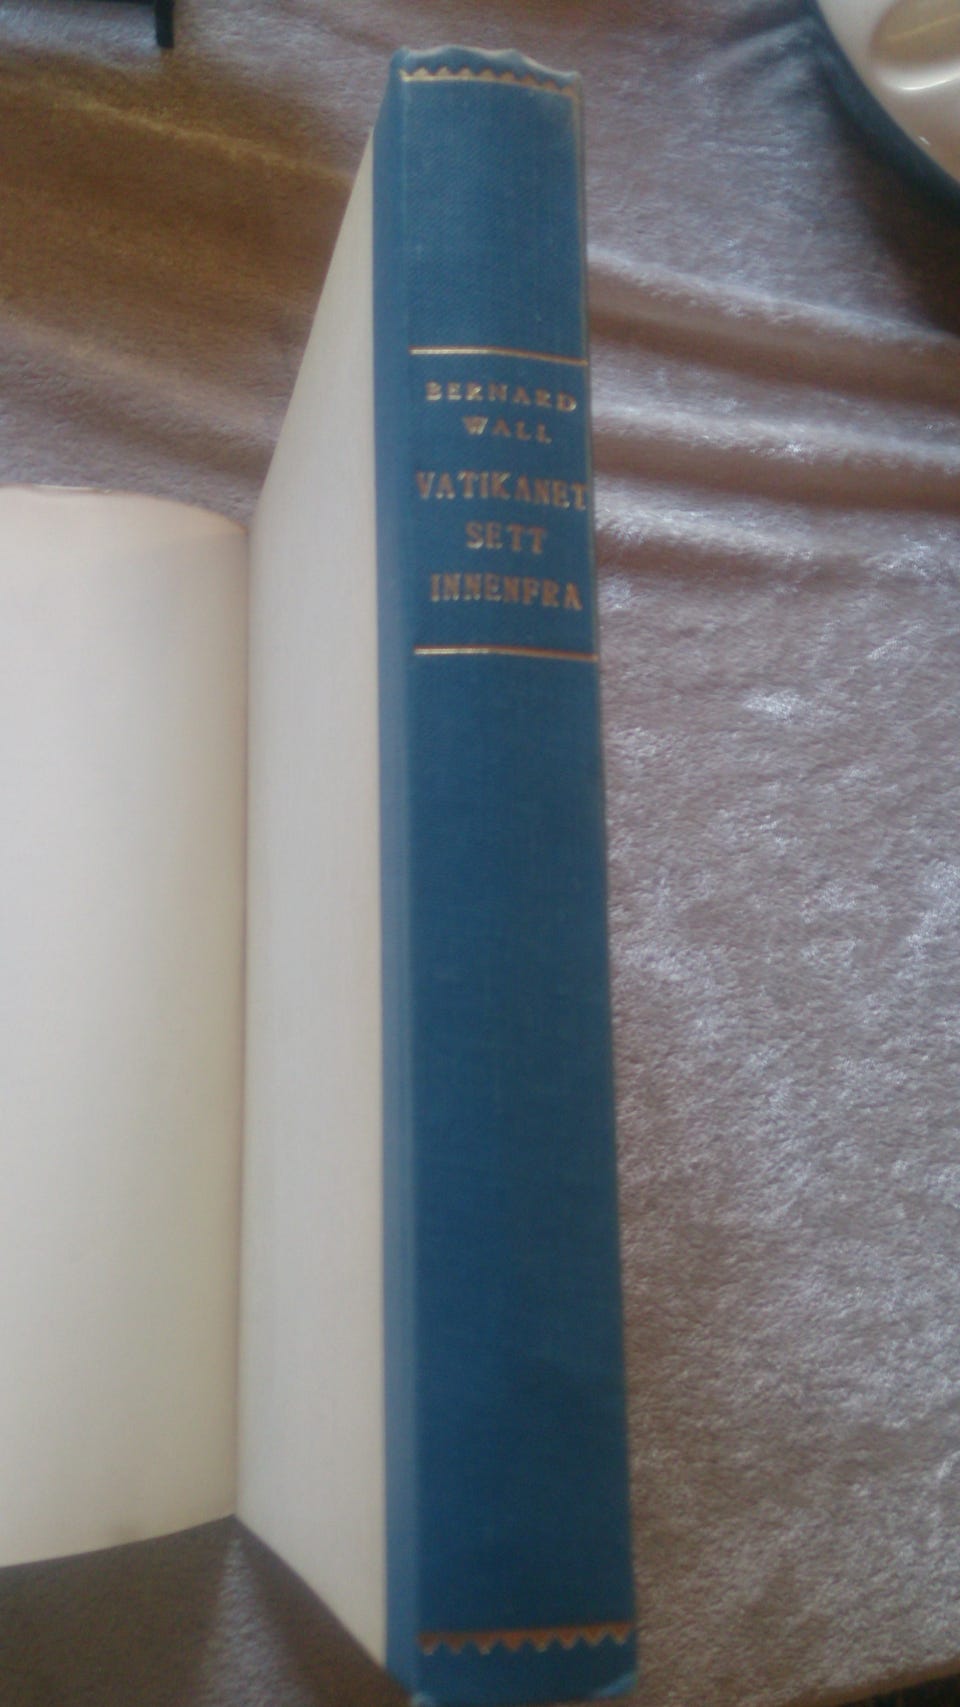 BERNARD
WALL
VATIKANET
SETT
INNENFRA